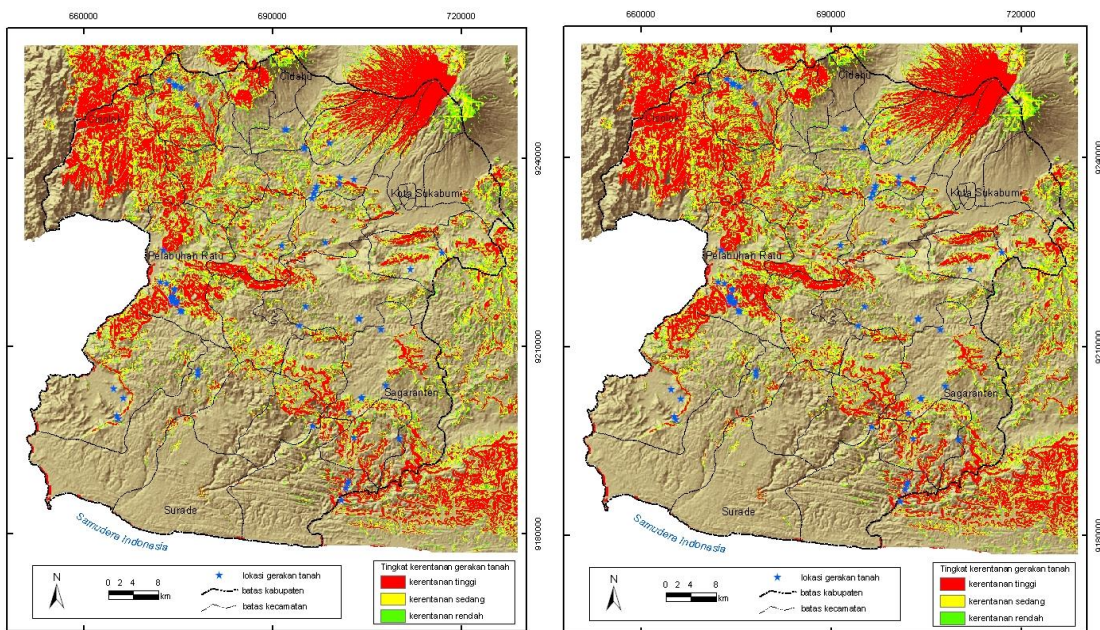 660000 690000 720000
Cidahu
Cisolok
9240000
Kota Sukabumi
Pelabuhan Ratu
9210000
Sagaranten
Surade
9180000
Samudera Indonesia
N
0 2 4 8
km
lokasi gerakan tanah
batas kabupaten
batas kecamatan
Tingkat kerentanan gerakan tanah
kerentanan tinggi
kerentanan sedang
kerentanan rendah
660000 690000 720000
Cidahu
9240000
Kota Sukabumi
Pelabuhan Ratu
9210000
Sagaranten
Surade
9180000
Samudera Indonesia
N
0 2 4 8
km
lokasi gerakan tanah
batas kabupaten
batas kecamatan
Tingkat kerentanan gerakan tanah
kerentanan tinggi
kerentanan sedang
kerentanan rendah